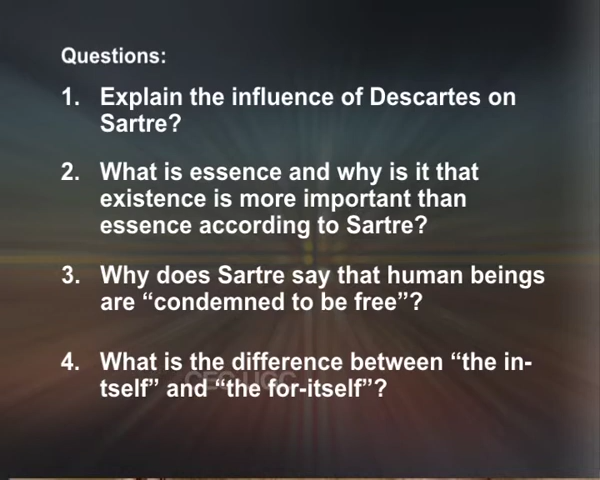 Questions:
1. Explain the influence of Descartes on
Sartre?
2. What is essence and why is it that
existence is more important than
essence according to Sartre?
3. Why does Sartre say that human beings
are “condemned to be free”?
4. What is the difference between “the in-
tself” and “the for-itself”?